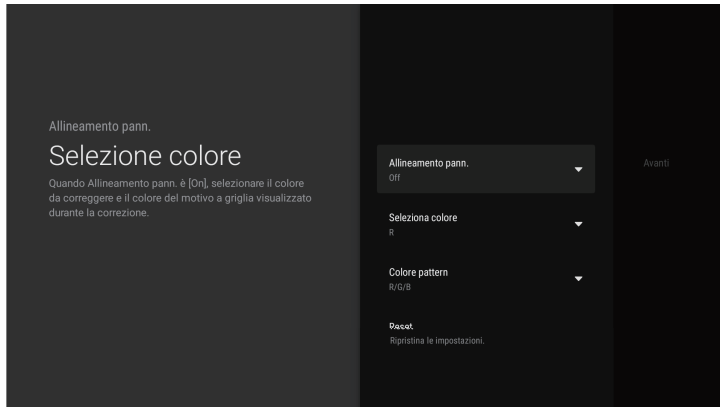 Allineamento pann.
Selezione colore
Quando Allineamento pann. è [On], selezionare il colore
da correggere e il colore del motivo a griglia visualizzato
durante la correzione.
Allineamento pann.
Off
Seleziona colore
R
Colore pattern
R/G/B
Reset
Ripristina le impostazioni.
Avanti